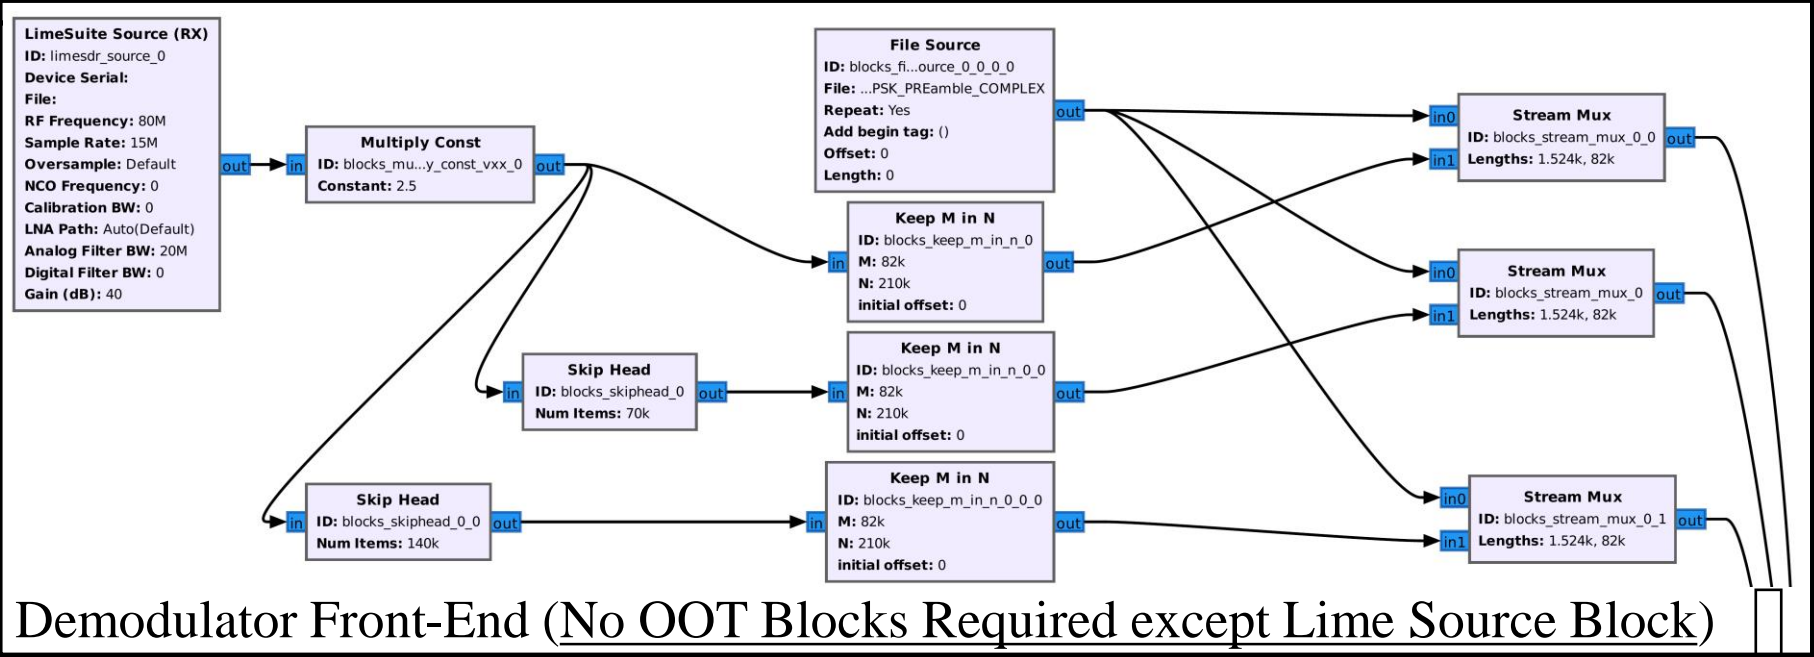 LimeSuite Source (RX)
ID: limesdr_source_0
Device Serial:
File:
RF Frequency: 80M
Sample Rate: 15M
Oversample: Default
NCO Frequency: 0
Calibration BW: 0
LNA Path: Auto(Default)
Analog Filter BW: 20M
Digital Filter BW: 0
Gain (dB): 40
out
in
Multiply Const
ID: blocks_mu...y_const_vxx_0
Constant: 2.5
out
File Source
ID: blocks_fi...ource_0_0_0_0
File: ...PSK_PREamble_COMPLEX
Repeat: Yes
Add begin tag: ()
Offset: 0
Length: 0
out
in
Keep M in N
ID: blocks_keep_m_in_n_0
M: 82k
N: 210k
initial offset: 0
out
in
Skip Head
ID: blocks_skiphead_0
Num Items: 70k
out
in
Keep M in N
ID: blocks_keep_m_in_n_0_0
M: 82k
N: 210k
initial offset: 0
out
in
Skip Head
ID: blocks_skiphead_0_0
Num Items: 140k
out
in
Keep M in N
ID: blocks_keep_m_in_n_0_0_0
M: 82k
N: 210k
initial offset: 0
out
in0
in1
Stream Mux
ID: blocks_stream_mux_0_0
Lengths: 1.524k, 82k
out
in0
in1
Stream Mux
ID: blocks_stream_mux_0
Lengths: 1.524k, 82k
out
in0
in1
Stream Mux
ID: blocks_stream_mux_0_1
Lengths: 1.524k, 82k
out
Demodulator Front-End (No OOT Blocks Required except Lime Source Block)